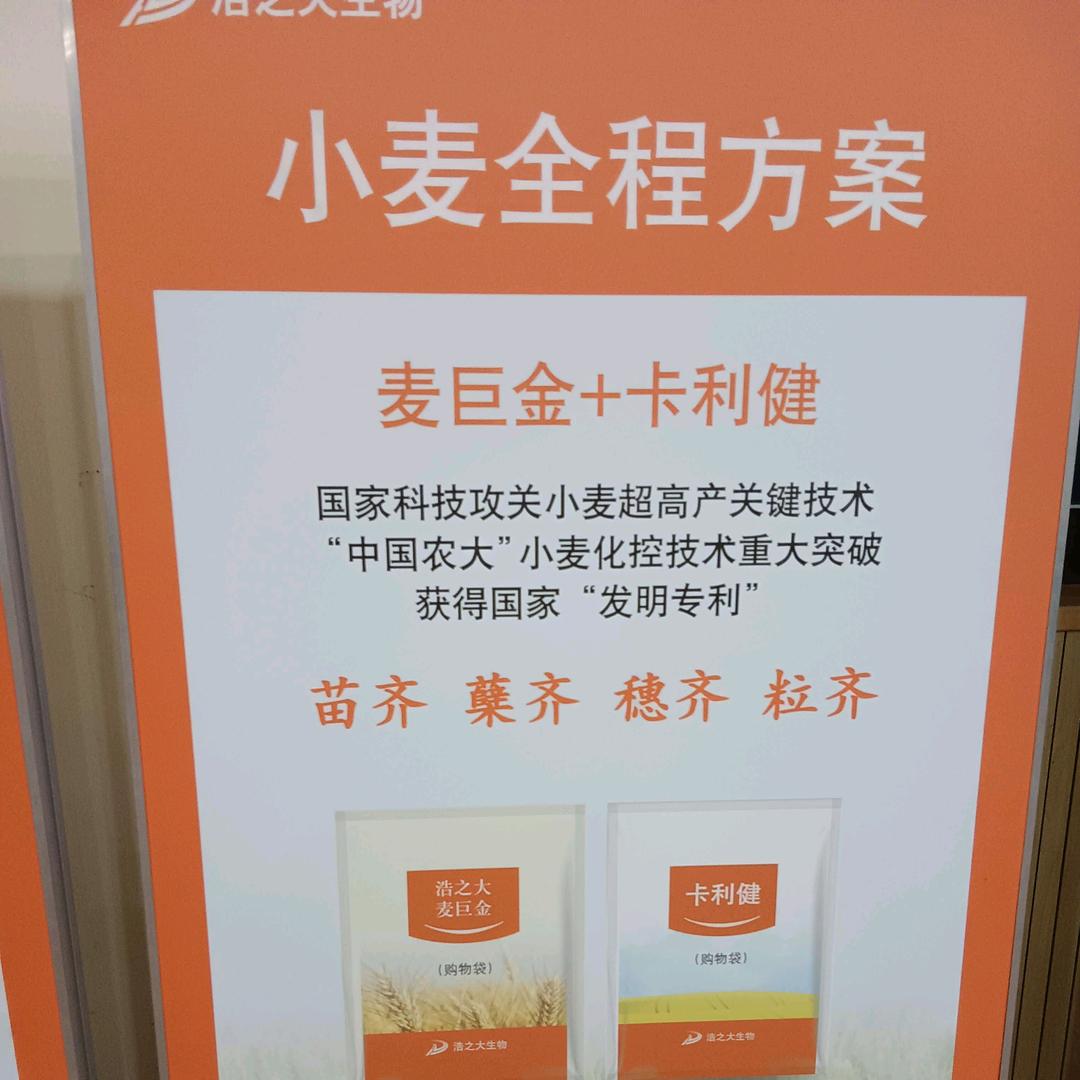 浩之大生物
小麦全程方案
麦巨金+卡利健
国家科技攻关小麦超高产关键技术
“中国农大”小麦化控技术重大突破
获得国家“发明专利”
苗齐 蘖齐 穗齐 粒齐
浩之大
麦巨金
(购物袋)
浩之大生物
卡利健
(购物袋)
浩之大生物